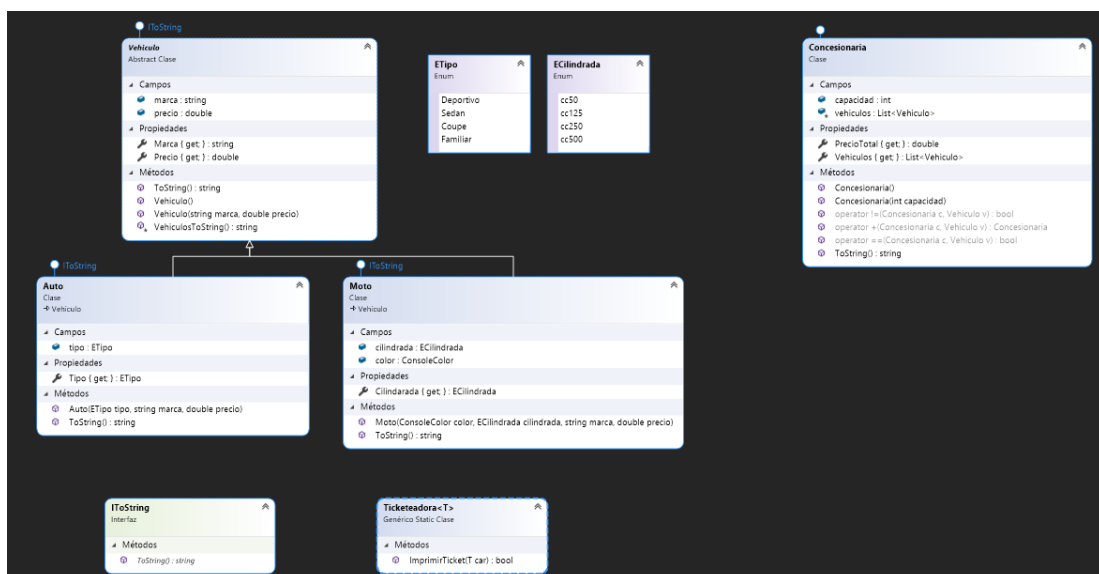 IToString
Vehiculo
Abstract Clase
Campos
marca : string
precio : double
Propiedades
Marca { get; } : string
Precio { get; } : double
Métodos
ToString() : string
Vehiculo()
Vehiculo(string marca, double precio)
VehiculosToString() : string
ETipo
Enum
Deportivo
Sedan
Coupe
Familiar
ECilindrada
Enum
cc50
cc125
cc250
cc500
Concesionaria
Clase
Campos
capacidad : int
vehiculos : List<Vehiculo>
Propiedades
PrecioTotal { get; } : double
Vehiculos { get; } : List<Vehiculo>
Métodos
Concesionaria()
Concesionaria(int capacidad)
operator !=(Concesionaria c, Vehiculo v) : bool
operator +(Concesionaria c, Vehiculo v) : Concesionaria
operator ==(Concesionaria c, Vehiculo v) : bool
ToString() : string
IToString
Auto
Clase
Vehiculo
Campos
tipo : ETipo
Propiedades
Tipo { get; } : ETipo
Métodos
Auto(ETipo tipo, string marca, double precio)
ToString() : string
IToString
Moto
Clase
Vehiculo
Campos
cilindrada : ECilindrada
color : ConsoleColor
Propiedades
Cilindarada { get; } : ECilindrada
Métodos
Moto(ConsoleColor color, ECilindrada cilindrada, string marca, double precio)
ToString() : string
IToString
Interfaz
Métodos
ToString() : string
Ticketeadora<T>
Genérico Static Clase
Métodos
ImprimirTicket(T car) : bool